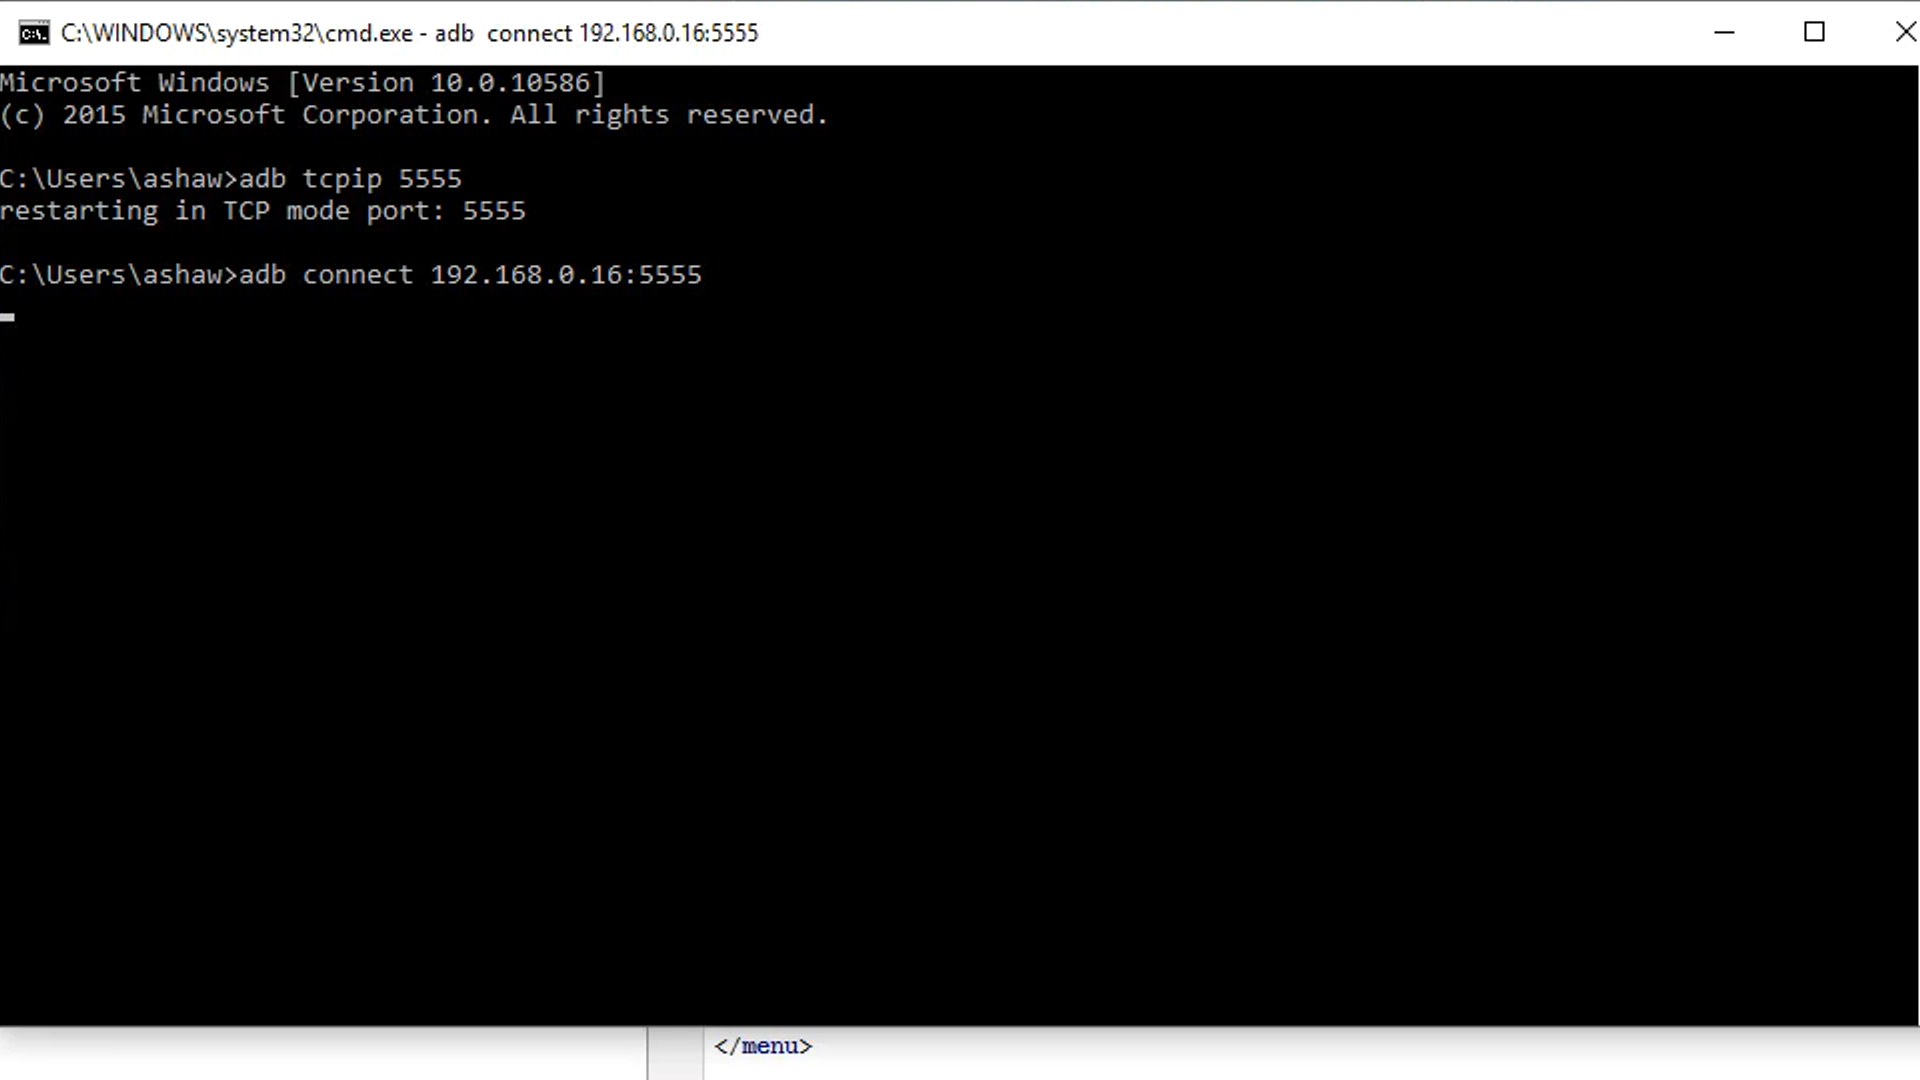 C:\WINDOWS\system32\cmd.exe - adb  connect 192.168.0.16:5555
Microsoft Windows [Version 10.0.10586]
(c) 2015 Microsoft Corporation. All rights reserved.
C:\Users\ashaw>adb tcpip 5555
restarting in TCP mode port: 5555
C:\Users\ashaw>adb connect 192.168.0.16:5555
</menu>